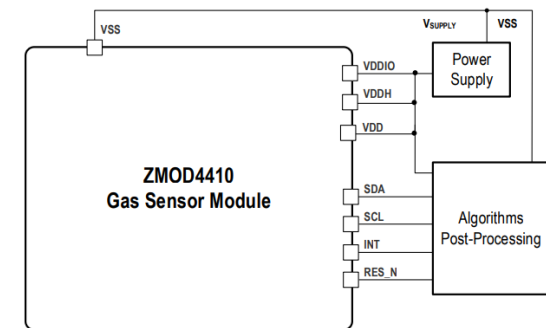 VSS
VSUPPLY
VSS
VDDIO
VDDH
VDD
Power
Supply
ZMOD4410
Gas Sensor Module
SDA
SCL
INT
RES_N
Algorithms
Post-Processing